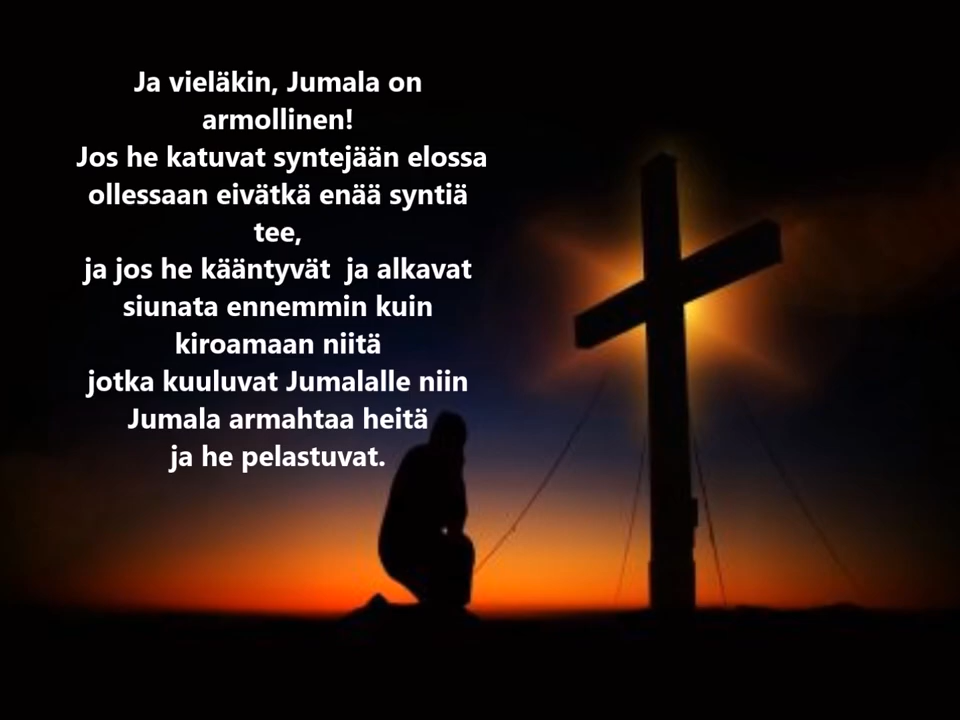 Ja vieläkin, Jumala on
armollinen!
Jos he katuvat syntejään elossa
ollessaan eivätkä enää syntiä
tee,
ja jos he kääntyvät  ja alkavat
siunata ennemmin kuin
kiroamaan niitä
jotka kuuluvat Jumalalle niin
Jumala armahtaa heitä
ja he pelastuvat.